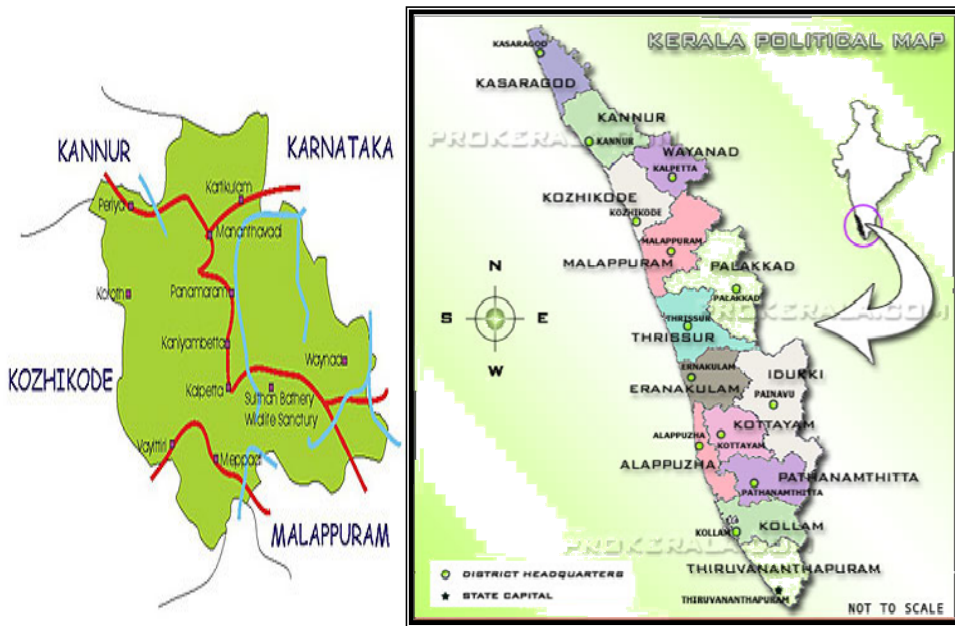 KANNUR
KARNATAKA
Kartikulam
Periya
Mananthavadi
Koroth
Panamaram
Kaniyambetta
Waynad
KOZHIKODE
Kalpetta
Sulthan Bathery
Wildlife Sanctury
Vayittiri
Meppadi
MALAPPURAM
KERALA POLITICAL MAP
KASARAGOD
KASARAGOD
KANNUR
PROKERALA.COM
KANNUR
WAYANAD
KALPETTA
KOZHIKODE
KOZHIKODE
MALAPPURAM
MALAPPURAM
PALAKKAD
PALAKKAD
PROKERALA.COM
N
S E
W
THRISSUR
THRISSUR
ERNAKULAM
ERANAKULAM
IDUKKI
PAINAVU
KOTTAYAM
ALAPPUZHA
KOTTAYAM
ALAPPUZHA
PATHANAMTHITTA
PATHANAMTHITTA
KOLLAM
KOLLAM
PROKERALA.COM
THIRUVANANTHAPURAM
DISTRICT HEADQUARTERS
STATE CAPITAL
THIRUVANANTHAPURAM
NOT TO SCALE